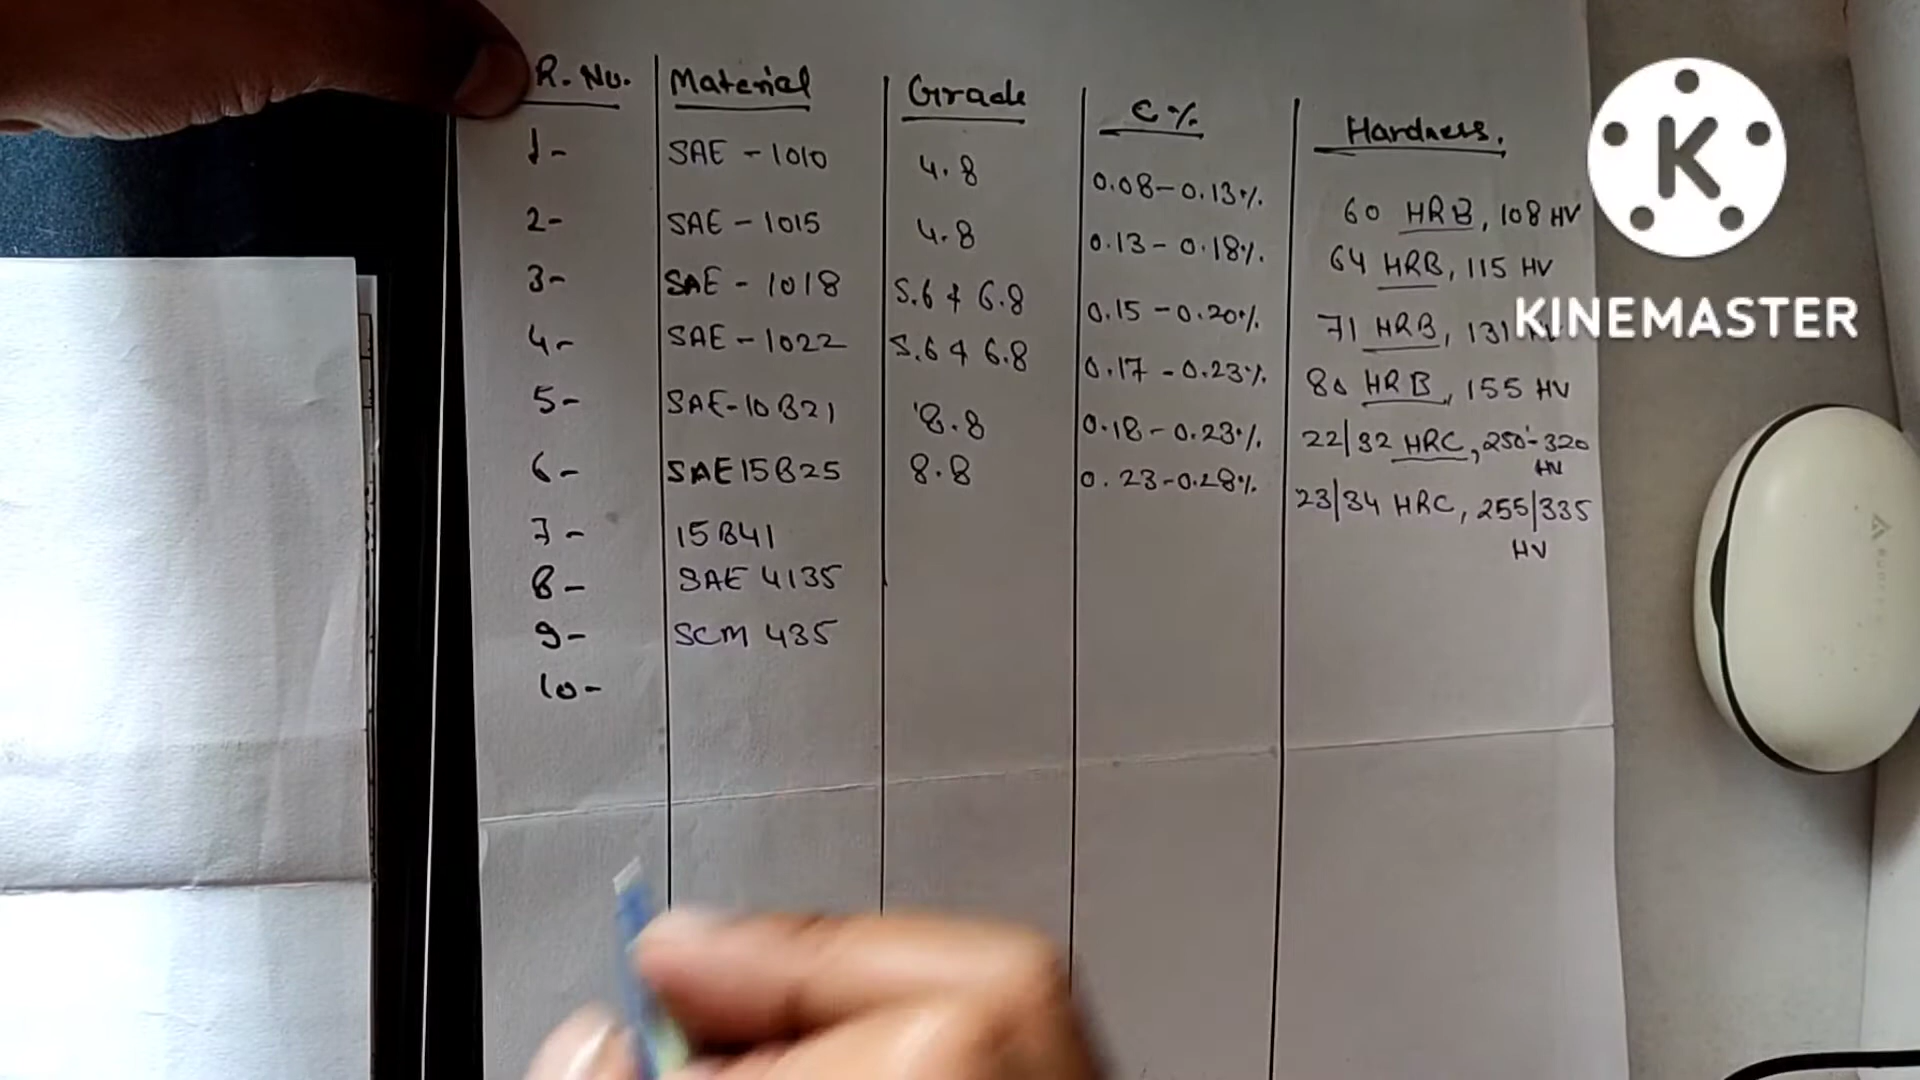 R. No. Material Grade C% Hardness.
1- SAE - 1010 4.8 0.08-0.13% 60 HRB, 108 HV
2- SAE - 1015 4.8 0.13 - 0.18% 64 HRB, 115 HV
3- SAE - 1018 5.6 & 6.8 0.15 - 0.20% 71 HRB, 131
4- SAE - 1022 5.6 & 6.8 0.17 - 0.23% 80 HRB, 155 HV
5- SAE-10B21 8.8 0.18-0.23% 22/32 HRC, 250-320
HV
6- SAE 15B25 8.8 0.23-0.28% 23/34 HRC, 255/335
HV
7- 15B41
8- SAE 4135
9- SCM 435
10-
K
KINEMASTER